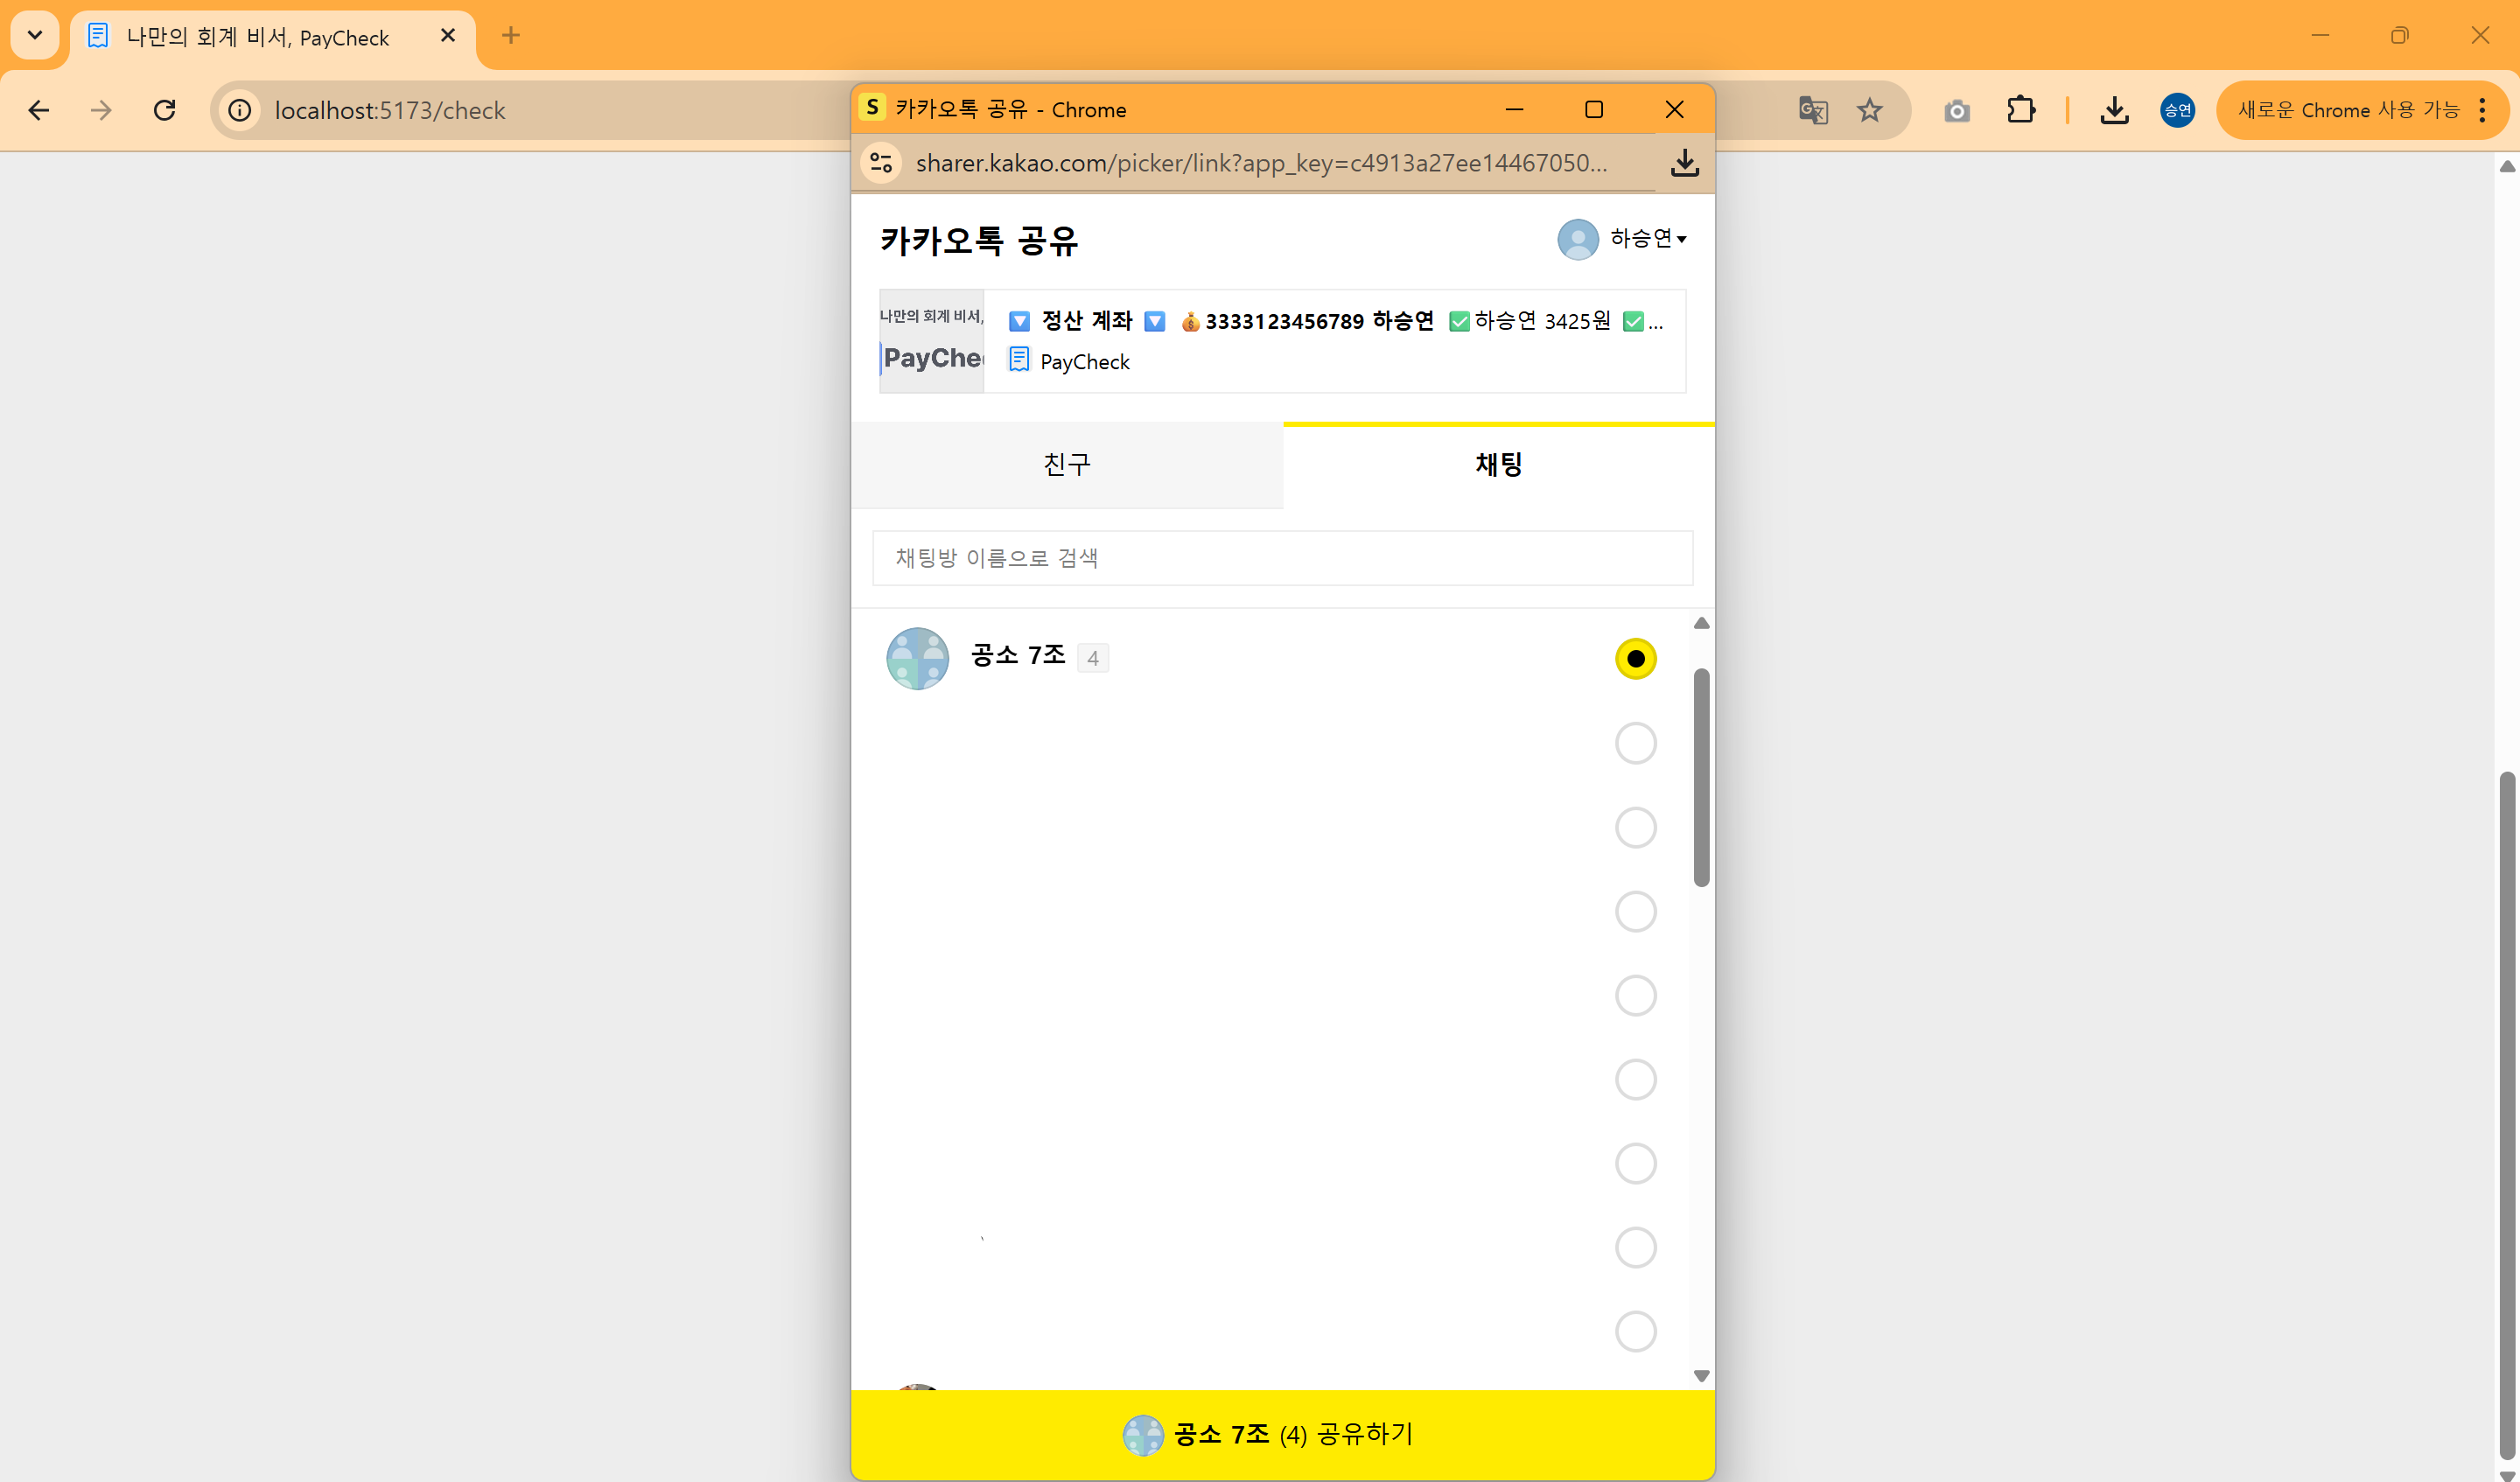 나만의 회계 비서, PayCheck
localhost:5173/check
승연
새로운 Chrome 사용 가능
S 카카오톡 공유 - Chrome
sharer.kakao.com/picker/link?app_key=c4913a27ee14467050...
카카오톡 공유
하승연
나만의 회계 비서,
PayChe
🔽 정산 계좌 🔽 💰3333123456789 하승연 ✅하승연 3425원 ✅...
PayCheck
친구
채팅
채팅방 이름으로 검색
공소 7조 4
공소 7조 (4) 공유하기